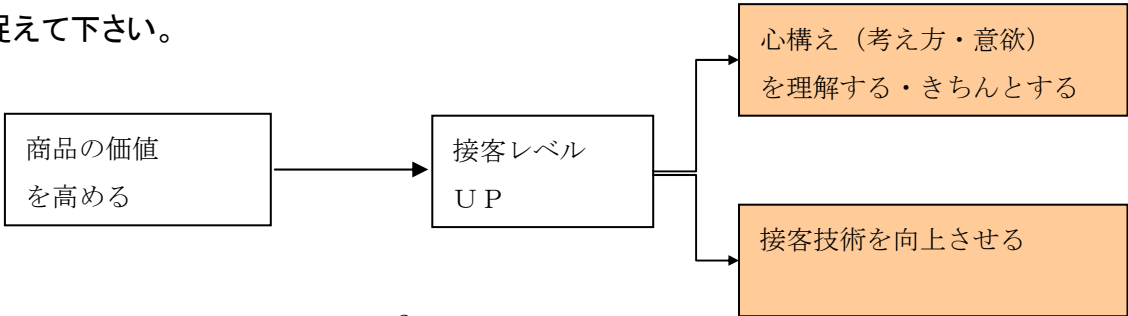 捉えて下さい。
心構え（考え方・意欲）
を理解する・きちんとする
商品の価値
を高める
接客レベル
ＵＰ
接客技術を向上させる